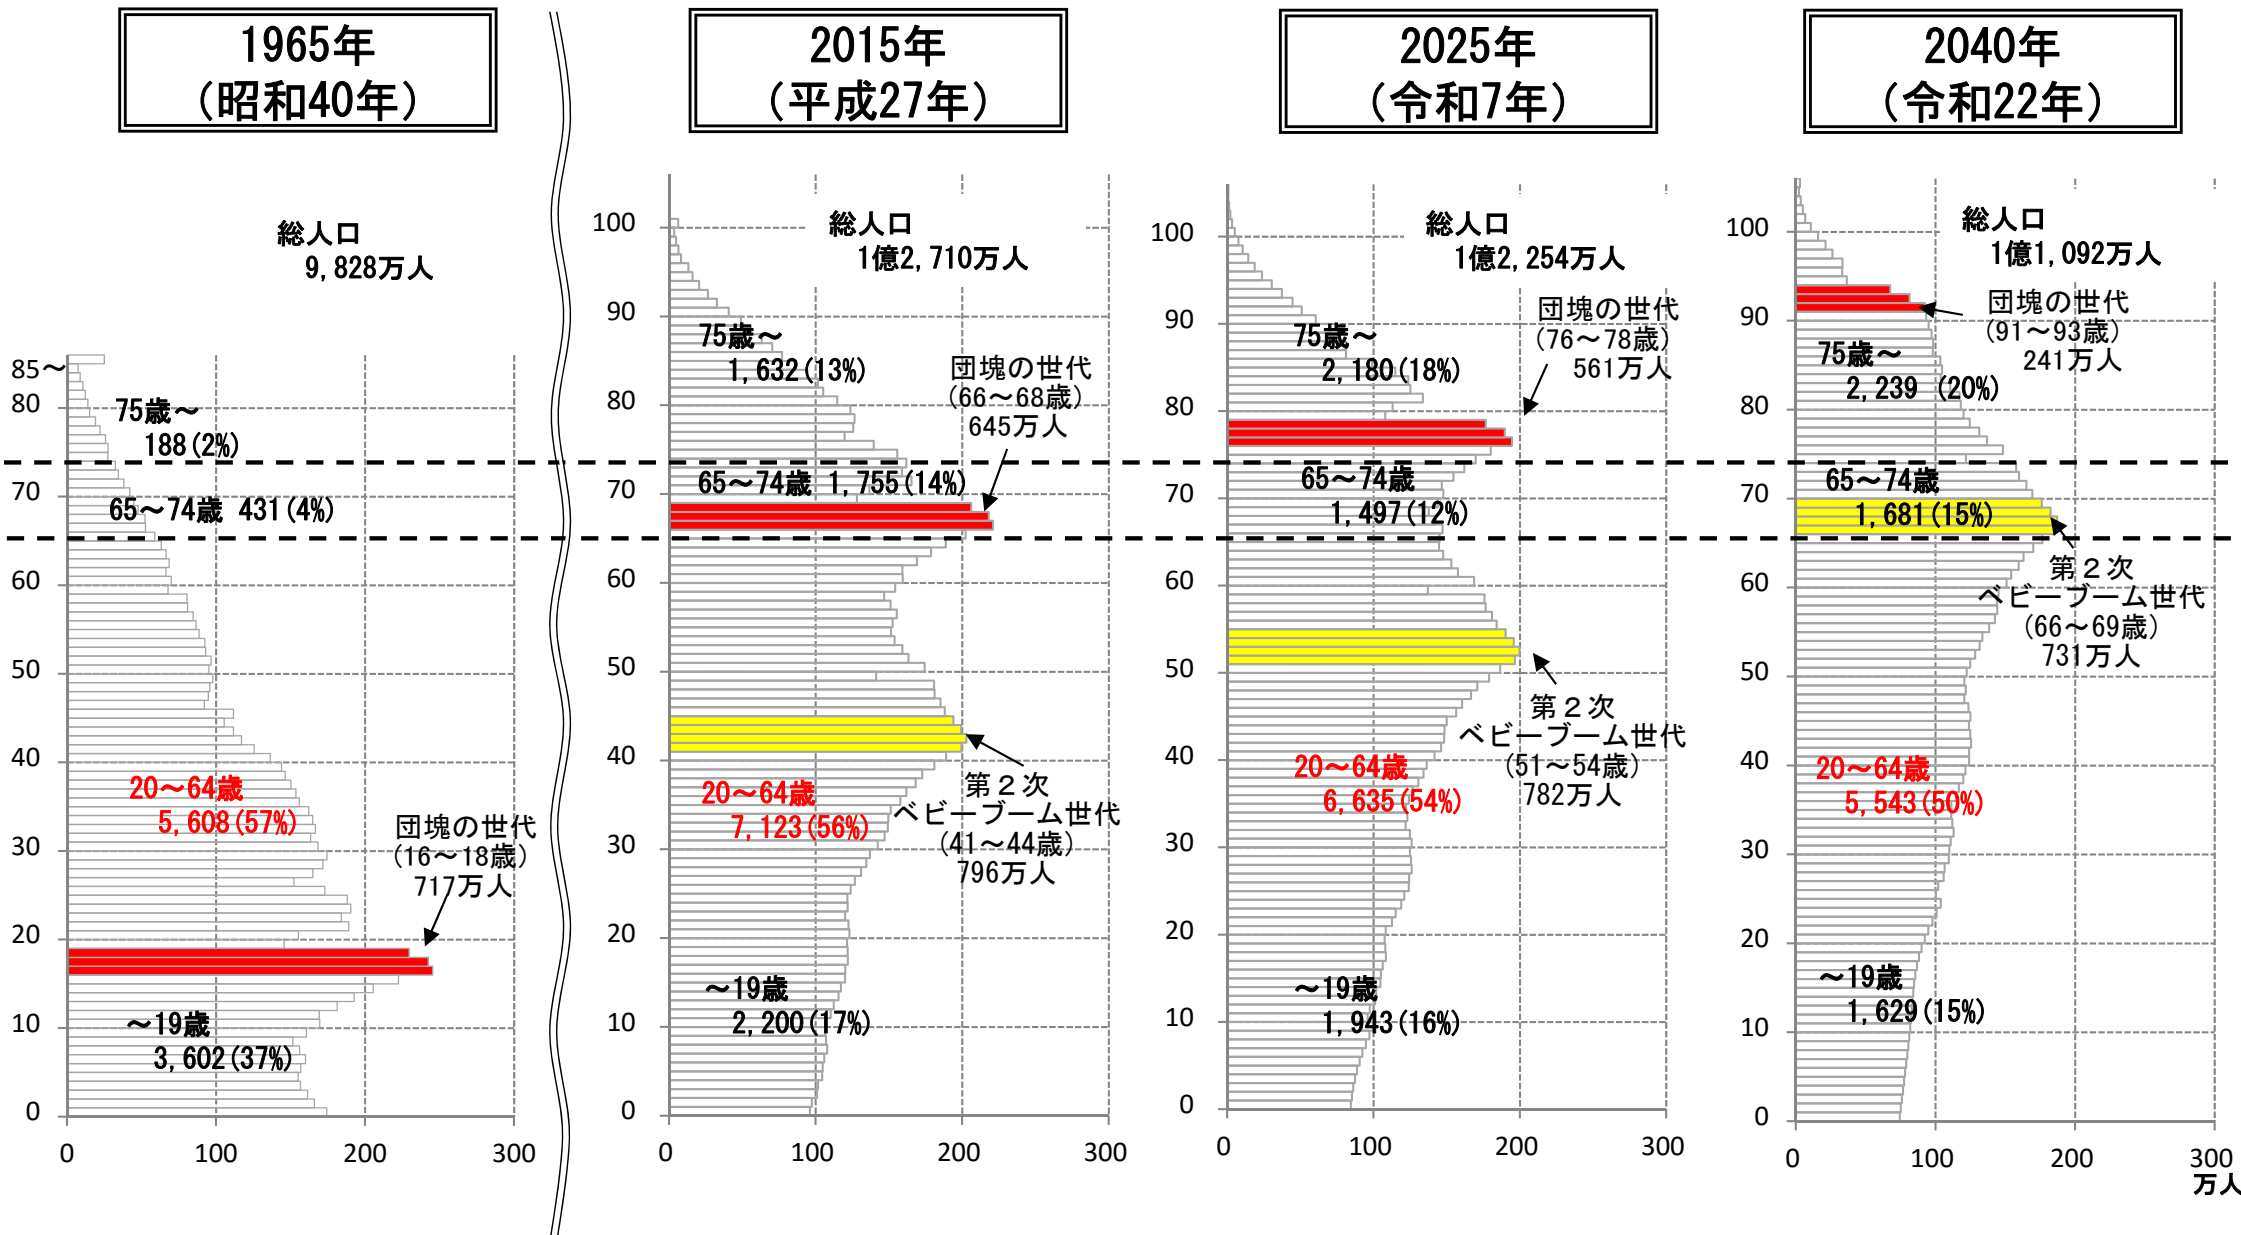 1965年
（昭和40年）
総人口
9,828万人
85～
80
70
60
50
40
30
20
10
0
75歳～
188(2%)
65～74歳 431(4%)
20～64歳
5,608(57%)
団塊の世代
（16～18歳）
717万人
～19歳
3,602(37%)
0
100
200
300
2015年
（平成27年）
総人口
1億2,710万人
100
90
80
70
60
50
40
30
20
10
0
75歳～
1,632(13%)
団塊の世代
（66～68歳）
645万人
65～74歳 1,755(14%)
20～64歳
7,123(56%)
第２次
ベビーブーム世代
（41～44歳）
796万人
～19歳
2,200(17%)
0
100
200
300
2025年
（令和7年）
総人口
1億2,254万人
100
90
80
70
60
50
40
30
20
10
0
75歳～
2,180(18%)
団塊の世代
（76～78歳）
561万人
65～74歳
1,497(12%)
第２次
ベビーブーム世代
（51～54歳）
782万人
20～64歳
6,635(54%)
～19歳
1,943(16%)
0
100
200
300
2040年
（令和22年）
総人口
1億1,092万人
100
90
80
70
60
50
40
30
20
10
0
団塊の世代
（91～93歳）
241万人
75歳～
2,239 (20%)
65～74歳
1,681(15%)
第２次
ベビーブーム世代
（66～69歳）
731万人
20～64歳
5,543(50%)
～19歳
1,629(15%)
0
100
200
300
万人